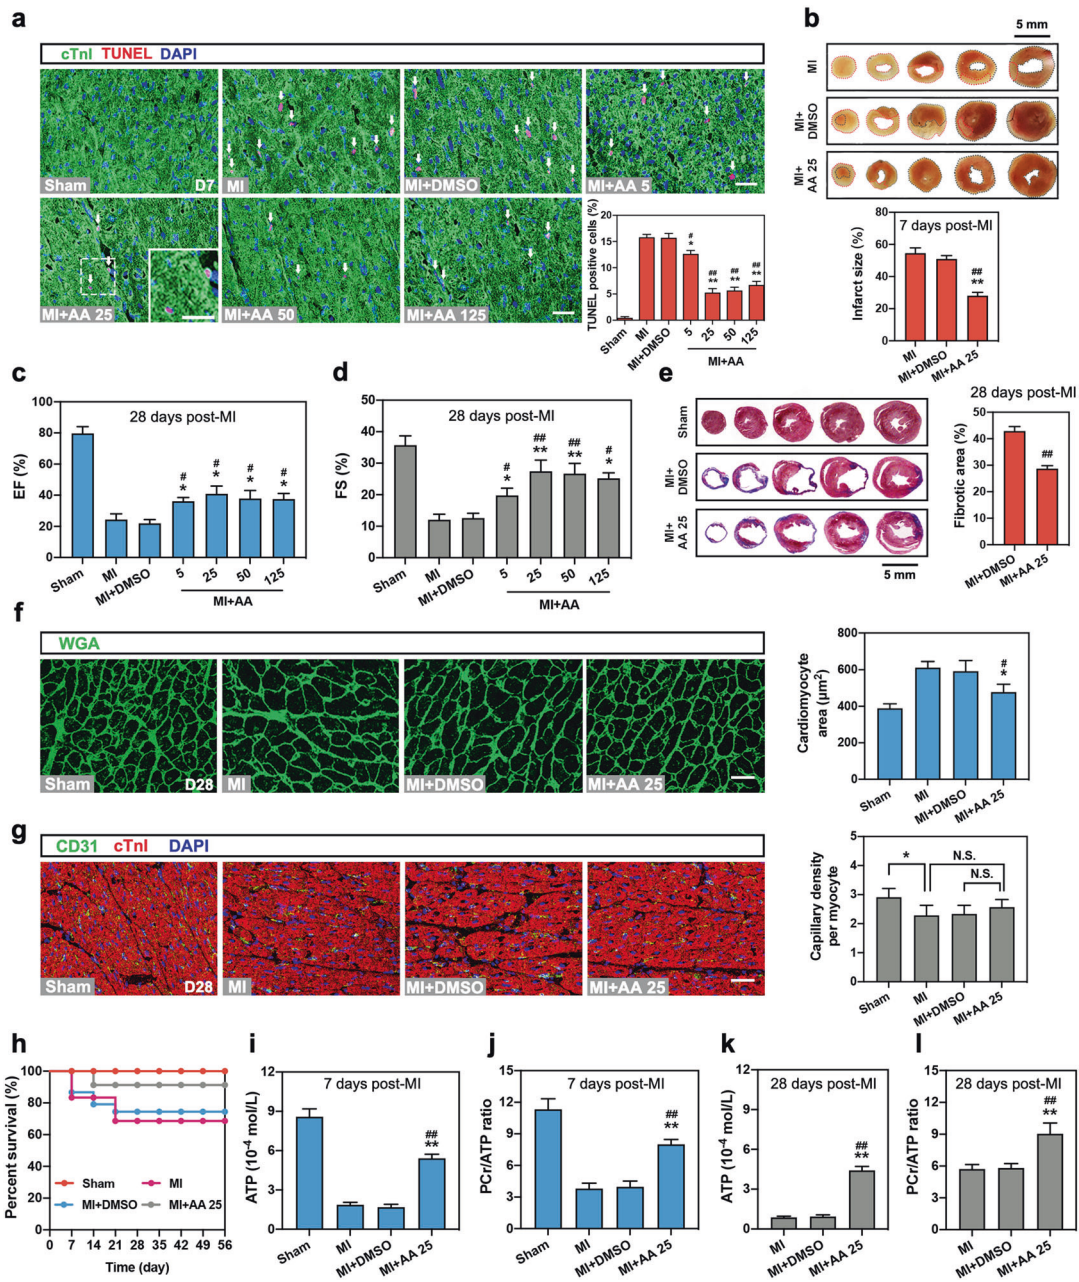 a
cTnI TUNEL DAPI
Sham D7
MI
MI+DMSO
MI+AA 5
MI+AA 25
MI+AA 50
MI+AA 125
TUNEL positive cells (%)
20
15
10
5
0
#
*
##
**
##
**
##
**
Sham
MI
MI+DMSO
5
25
50
125
MI+AA
b
5 mm
MI
MI+
DMSO
MI+
AA 25
7 days post-MI
Infarct size (%)
80
60
40
20
0
##
**
MI
MI+DMSO
MI+AA 25
c
28 days post-MI
EF (%)
100
80
60
40
20
0
#
*
#
*
#
*
#
*
Sham
MI
MI+DMSO
5
25
50
125
MI+AA
d
28 days post-MI
FS (%)
50
40
30
20
10
0
#
*
##
**
##
**
#
*
Sham
MI
MI+DMSO
5
25
50
125
MI+AA
e
Sham
MI+
DMSO
MI+
AA 25
5 mm
28 days post-MI
Fibrotic area (%)
50
40
30
20
10
0
##
MI+DMSO
MI+AA 25
f
WGA
Sham D28
MI
MI+DMSO
MI+AA 25
Cardiomyocyte
area (µm²)
800
600
400
200
0
#
*
Sham
MI
MI+DMSO
MI+AA 25
g
CD31 cTnI DAPI
Sham D28
MI
MI+DMSO
MI+AA 25
Capillary density
per myocyte
5
4
3
2
1
0
*
N.S.
N.S.
Sham
MI
MI+DMSO
MI+AA 25
h
Percent survival (%)
100
80
60
40
20
0
Sham
MI
MI+DMSO
MI+AA 25
0 7 14 21 28 35 42 49 56
Time (day)
i
7 days post-MI
ATP (10⁻⁴ mol/L)
12
9
6
3
0
##
**
Sham
MI
MI+DMSO
MI+AA 25
j
7 days post-MI
PCr/ATP ratio
15
12
9
6
3
0
##
**
Sham
MI
MI+DMSO
MI+AA 25
k
28 days post-MI
ATP (10⁻⁴ mol/L)
12
9
6
3
0
##
**
MI
MI+DMSO
MI+AA 25
l
28 days post-MI
PCr/ATP ratio
15
12
9
6
3
0
##
**
MI
MI+DMSO
MI+AA 25